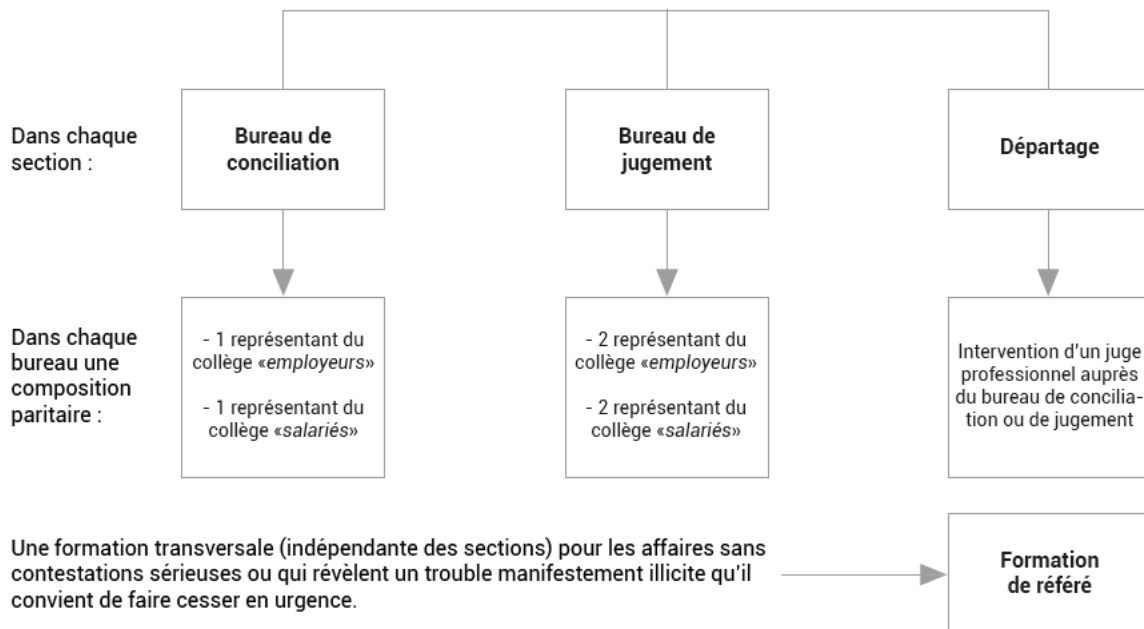 Dans chaque
section :
Bureau de
conciliation
Bureau de
jugement
Départage
Dans chaque
bureau une
composition
paritaire :
- 1 représentant du
collège «employeurs»
- 1 représentant du
collège «salariés»
- 2 représentant du
collège «employeurs»
- 2 représentant du
collège «salariés»
Intervention d'un juge
professionnel auprès
du bureau de concilia-
tion ou de jugement
Une formation transversale (indépendante des sections) pour les affaires sans
contestations sérieuses ou qui révèlent un trouble manifestement illicite qu'il
convient de faire cesser en urgence.
Formation
de référé